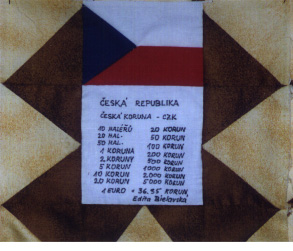 ČESKÁ REPUBLIKA
ČESKÁ KORUNA - CZK
10 HALÉŘŮ 20 KORUN
20 HAL. 50 KORUN
50 HAL. 100 KORUN
1 KORUNA 200 KORUN
2 KORUNY 500 KORUN
5 KORUN 1000 KORUN
10 KORUN 2000 KORUN
20 KORUN 5000 KORUN
1 EURO = 36.95 KORUN
Edita